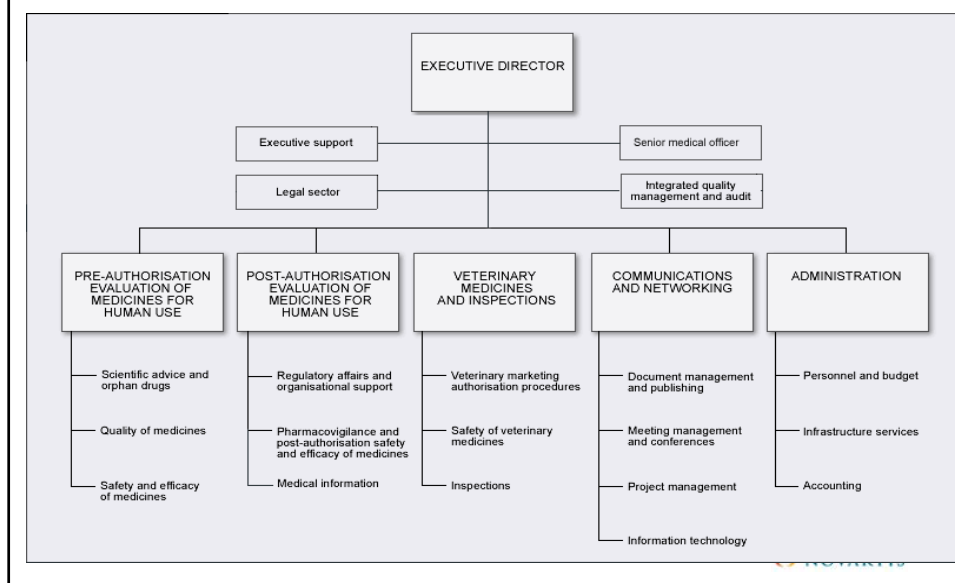 EXECUTIVE DIRECTOR
Executive support
Senior medical officer
Legal sector
Integrated quality
management and audit
PRE-AUTHORISATION
EVALUATION OF
MEDICINES FOR
HUMAN USE
Scientific advice and
orphan drugs
Quality of medicines
Safety and efficacy
of medicines
POST-AUTHORISATION
EVALUATION OF
MEDICINES FOR
HUMAN USE
Regulatory affairs and
organisational support
Pharmacovigilance and
post-authorisation safety
and efficacy of medicines
Medical information
VETERINARY
MEDICINES
AND INSPECTIONS
Veterinary marketing
authorisation procedures
Safety of veterinary
medicines
Inspections
COMMUNICATIONS
AND NETWORKING
Document management
and publishing
Meeting management
and conferences
Project management
Information technology
ADMINISTRATION
Personnel and budget
Infrastructure services
Accounting
NOVARTIS